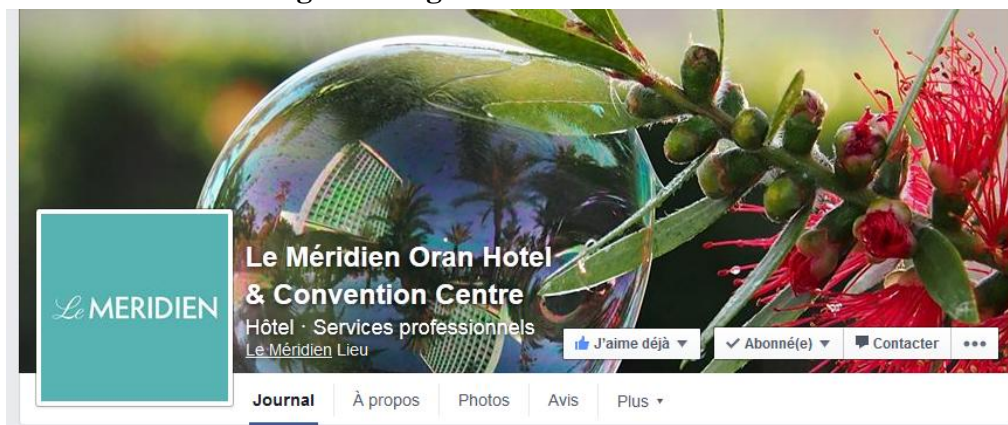 Le MERIDIEN
Le Méridien Oran Hotel
& Convention Centre
Hôtel · Services professionnels
Le Méridien Lieu
J'aime déjà
Abonné(e)
Contacter
Journal
À propos
Photos
Avis
Plus